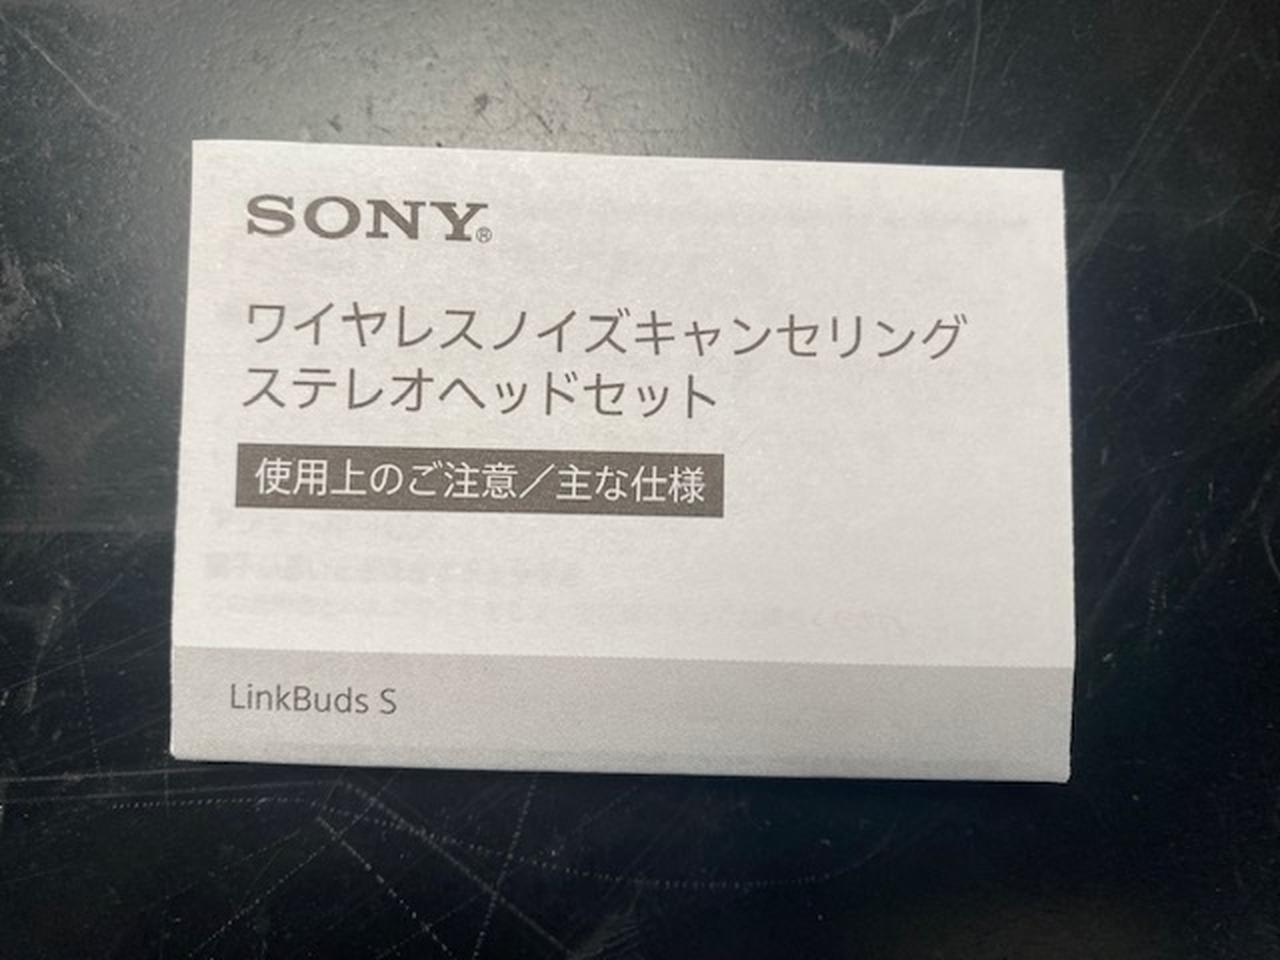 SONY®
ワイヤレスノイズキャンセリング
ステレオヘッドセット
使用上のご注意／主な仕様
LinkBuds S